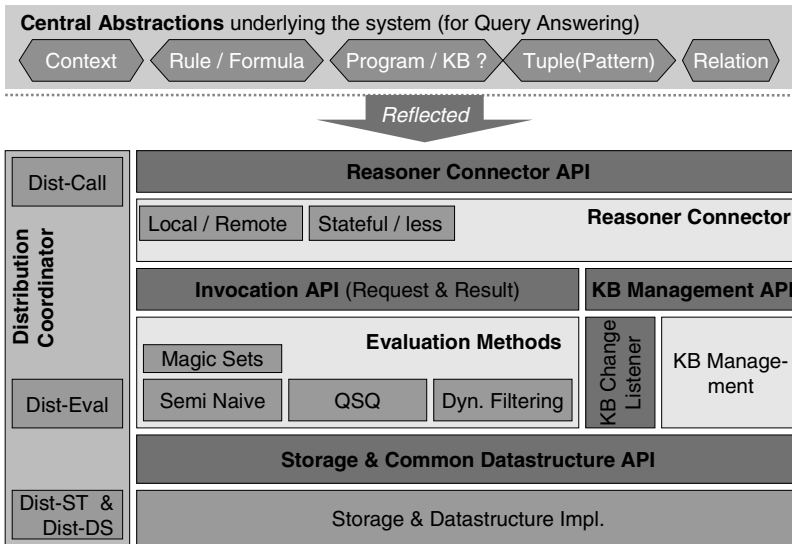 Central Abstractions underlying the system (for Query Answering)
Context
Rule / Formula
Program / KB ?
Tuple(Pattern)
Relation
Reflected
Distribution
Coordinator
Dist-Call
Dist-Eval
Dist-ST &
Dist-DS
Reasoner Connector API
Reasoner Connector
Local / Remote
Stateful / less
Invocation API (Request & Result)
KB Management API
Evaluation Methods
Magic Sets
Semi Naive
QSQ
Dyn. Filtering
KB Change
Listener
KB Manage-
ment
Storage & Common Datastructure API
Storage & Datastructure Impl.